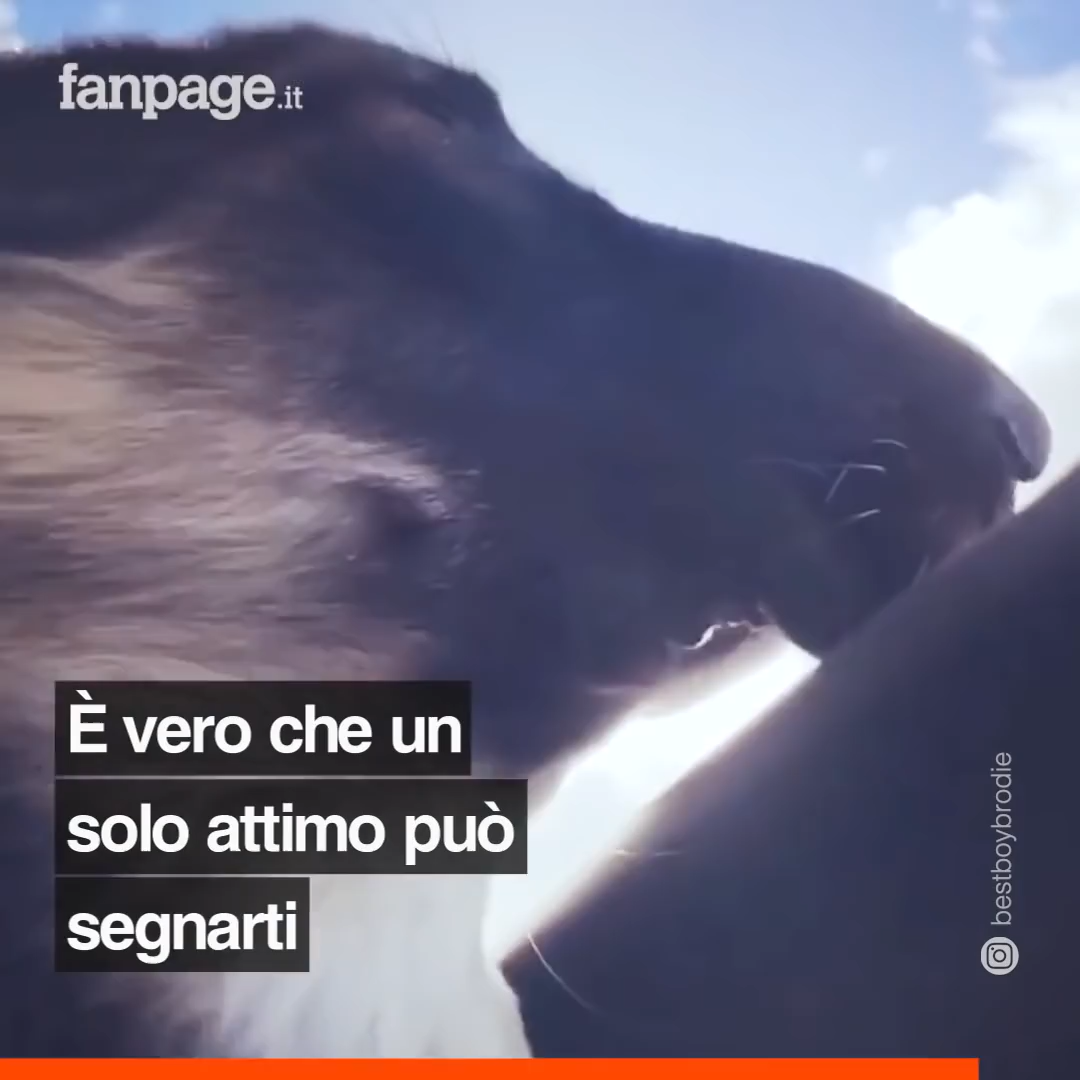 fanpage.it
È vero che un
solo attimo può
segnarti
bestboybrodie